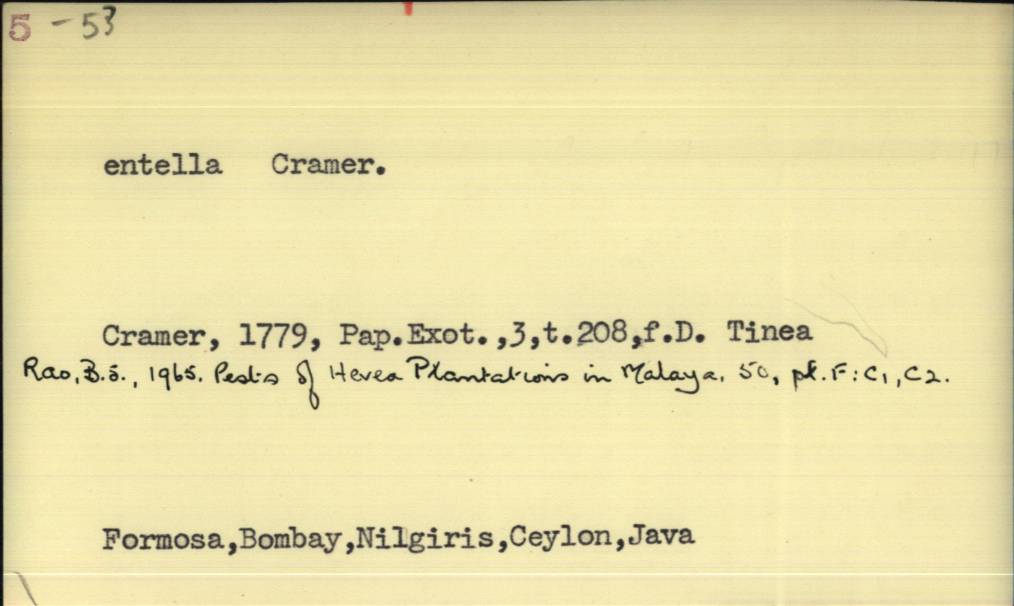 5 - 53
entella Cramer.
Cramer, 1779, Pap.Exot.,3,t.208,f.D. Tinea
Rao, B.S., 1965. Pests of Hevea Plantations in Malaya. 50, pl. F: C1, C2.
Formosa,Bombay,Nilgiris,Ceylon,Java